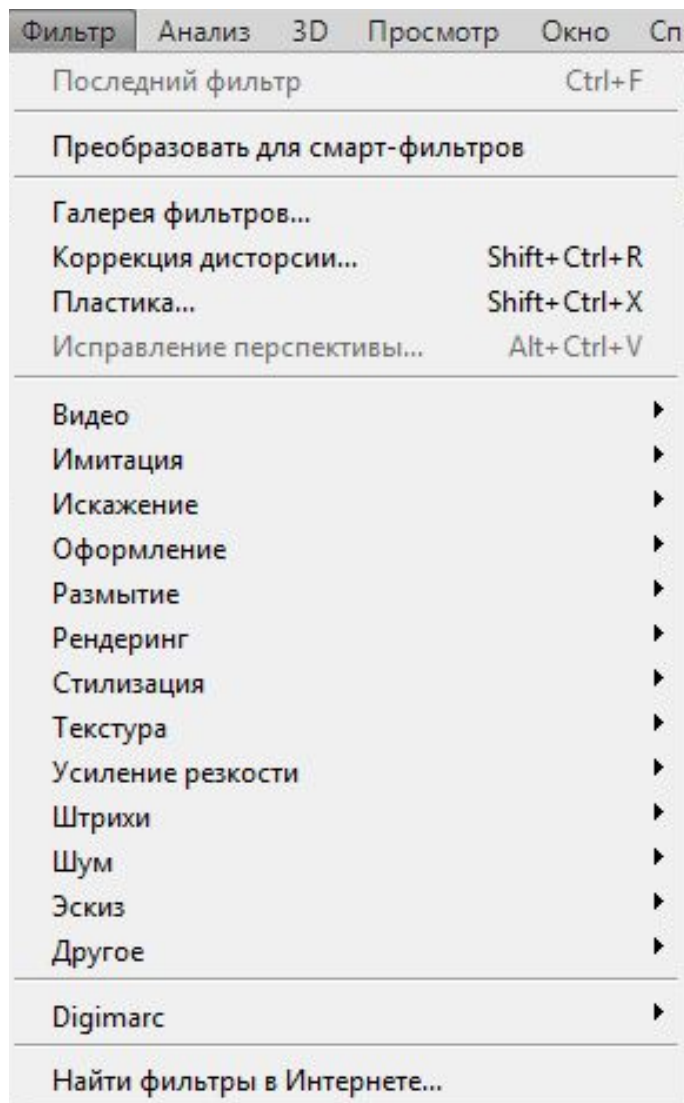 Фильтр Анализ 3D Просмотр Окно Сп
Последний фильтр Ctrl+F
Преобразовать для смарт-фильтров
Галерея фильтров...
Коррекция дисторсии... Shift+Ctrl+R
Пластика... Shift+Ctrl+X
Исправление перспективы... Alt+Ctrl+V
Видео
Имитация
Искажение
Оформление
Размытие
Рендеринг
Стилизация
Текстура
Усиление резкости
Штрихи
Шум
Эскиз
Другое
Digimarc
Найти фильтры в Интернете...